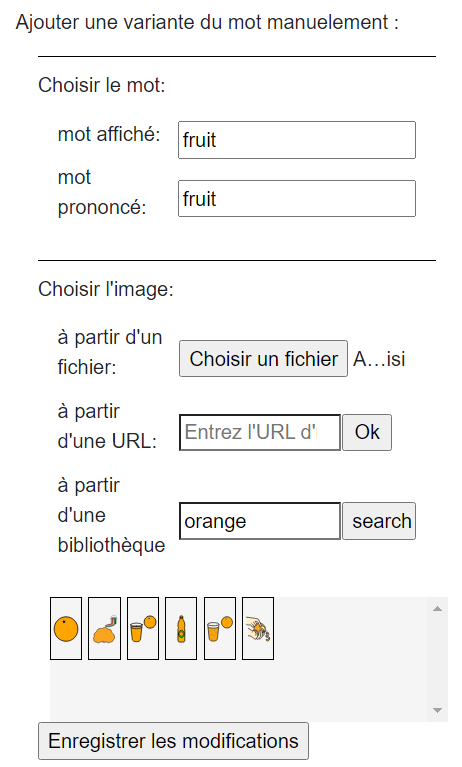 Ajouter une variante du mot manuelement :
Choisir le mot:
mot affiché:
fruit
mot
prononcé:
fruit
Choisir l'image:
à partir d'un
fichier:
Choisir un fichier
A…isi
à partir
d'une URL:
Entrez l'URL d'
Ok
à partir
d'une
bibliothèque
orange
search
Enregistrer les modifications